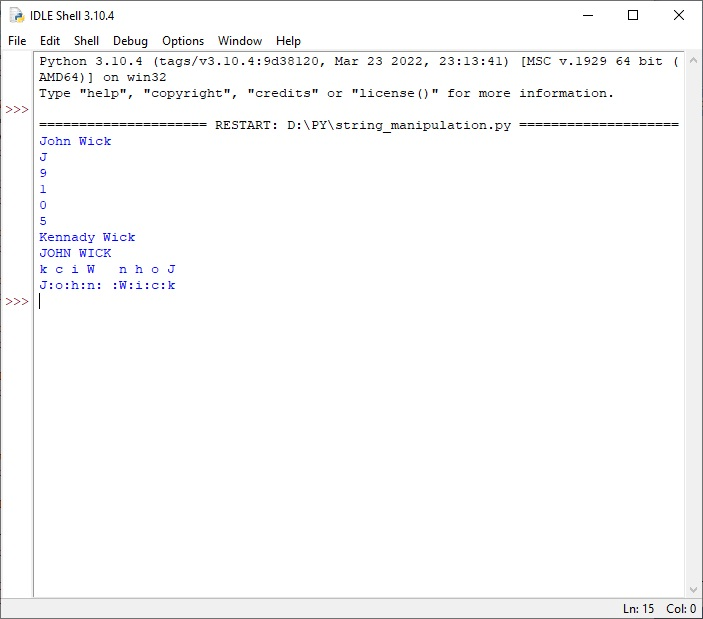 IDLE Shell 3.10.4
File Edit Shell Debug Options Window Help
Python 3.10.4 (tags/v3.10.4:9d38120, Mar 23 2022, 23:13:41) [MSC v.1929 64 bit (
AMD64)] on win32
Type "help", "copyright", "credits" or "license()" for more information.
>>>
===================== RESTART: D:\PY\string_manipulation.py ====================
John Wick
J
9
1
0
5
Kennady Wick
JOHN WICK
k c i W   n h o J
J:o:h:n: :W:i:c:k
>>>
Ln: 15 Col: 0